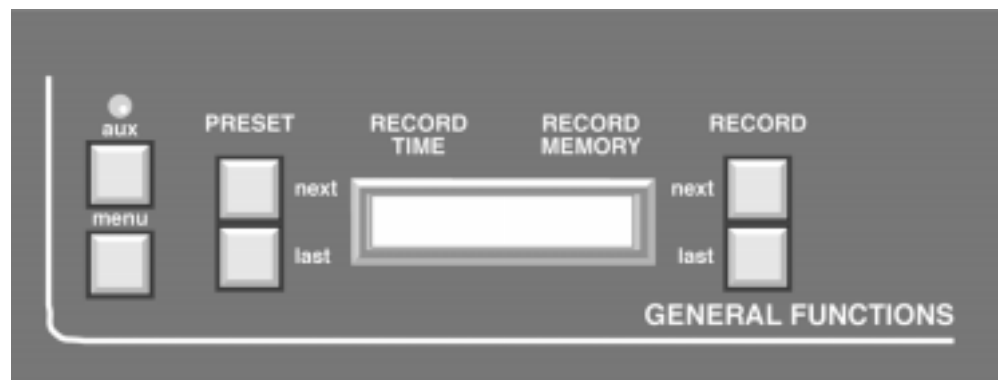 aux
menu
PRESET
next
last
RECORD
TIME
RECORD
MEMORY
RECORD
next
last
GENERAL FUNCTIONS